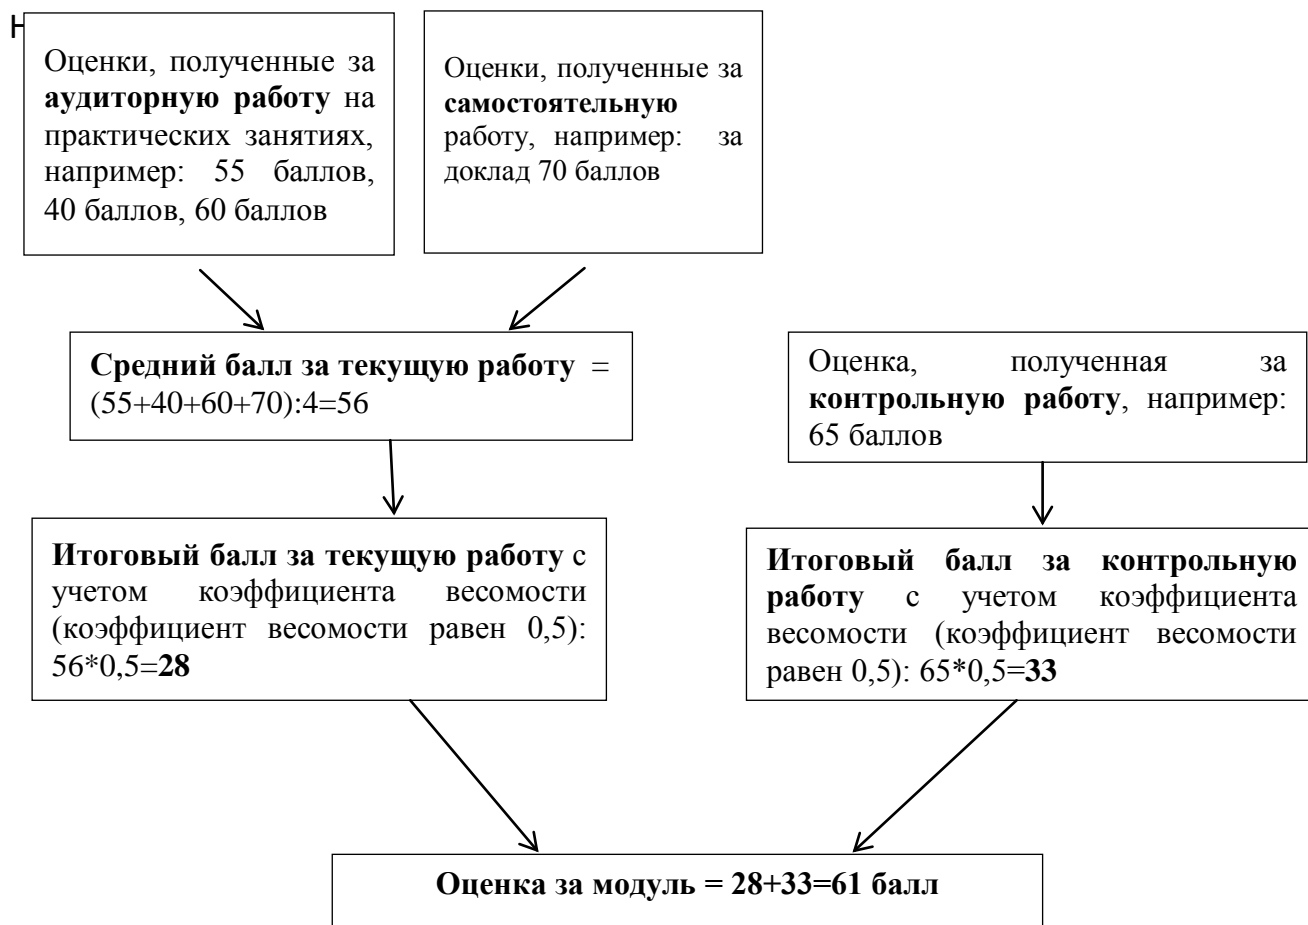 Н
Оценки, полученные за
аудиторную работу на
практических занятиях,
например: 55 баллов,
40 баллов, 60 баллов
Оценки, полученные за
самостоятельную
работу, например: за
доклад 70 баллов
Средний балл за текущую работу =
(55+40+60+70):4=56
Оценка, полученная за
контрольную работу, например:
65 баллов
Итоговый балл за текущую работу с
учетом коэффициента весомости
(коэффициент весомости равен 0,5):
56*0,5=28
Итоговый балл за контрольную
работу с учетом коэффициента
весомости (коэффициент весомости
равен 0,5): 65*0,5=33
Оценка за модуль = 28+33=61 балл